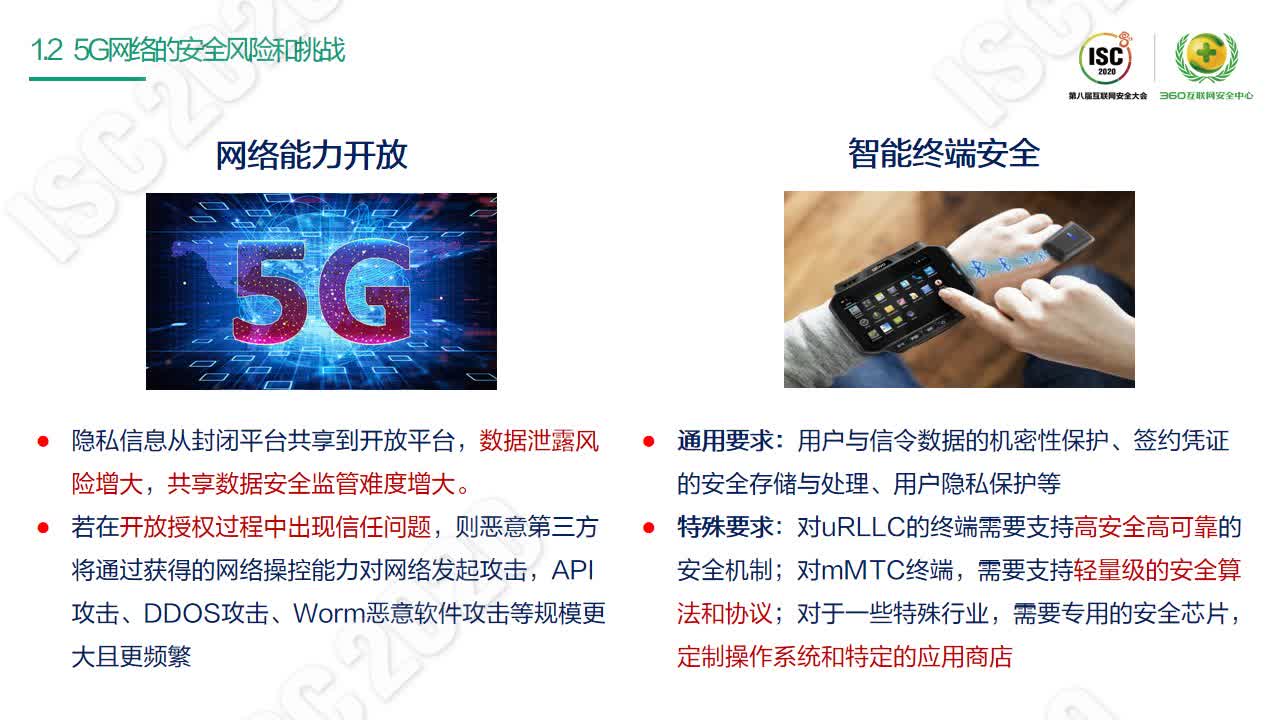 1.2 5G网络的安全风险和挑战
ISC
2020
第八届互联网安全大会
360互联网安全中心
网络能力开放
5G
隐私信息从封闭平台共享到开放平台，数据泄露风
险增大，共享数据安全监管难度增大。
若在开放授权过程中出现信任问题，则恶意第三方
将通过获得的网络操控能力对网络发起攻击，API
攻击、DDOS攻击、Worm恶意软件攻击等规模更
大且更频繁
智能终端安全
通用要求：用户与信令数据的机密性保护、签约凭证
的安全存储与处理、用户隐私保护等
特殊要求：对uRLLC的终端需要支持高安全高可靠的
安全机制；对mMTC终端，需要支持轻量级的安全算
法和协议；对于一些特殊行业，需要专用的安全芯片，
定制操作系统和特定的应用商店
ISC 2020
ISC 2020
ISC 2020